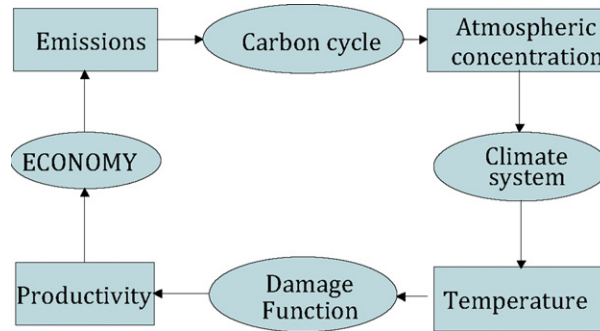 Emissions
Carbon cycle
Atmospheric
concentration
ECONOMY
Climate
system
Productivity
Damage
Function
Temperature